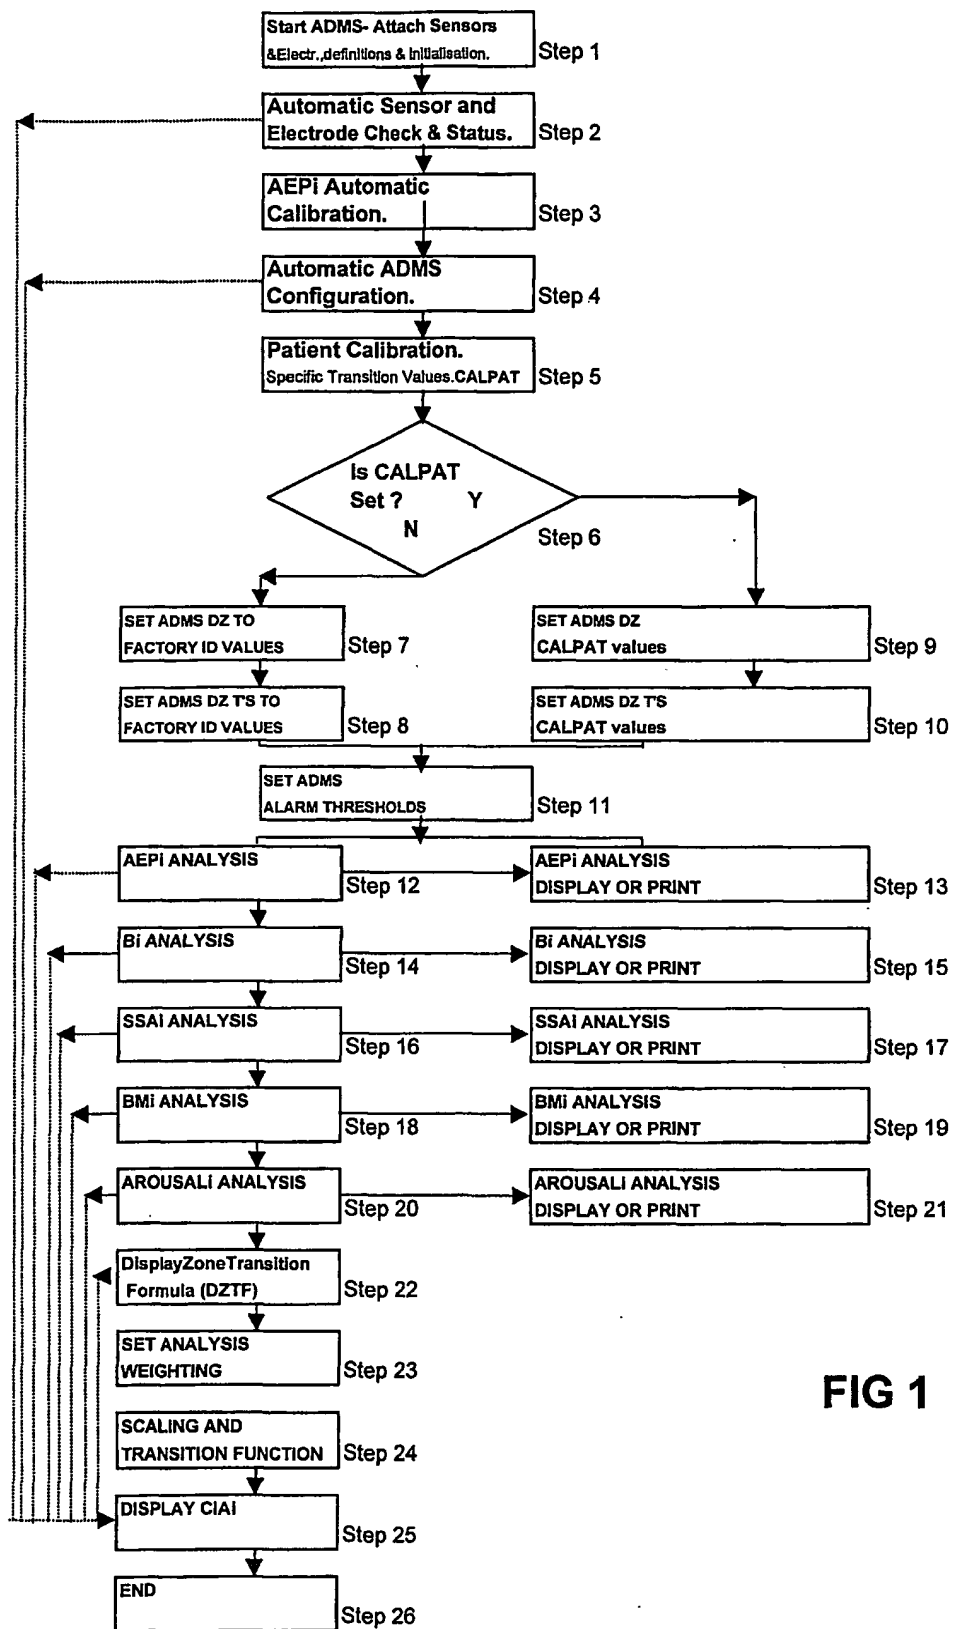 Start ADMS- Attach Sensors
&Electr.,definitions & Initialisation.
Step 1
Automatic Sensor and
Electrode Check & Status.
Step 2
AEPi Automatic
Calibration.
Step 3
Automatic ADMS
Configuration.
Step 4
Patient Calibration.
Specific Transition Values.CALPAT
Step 5
Is CALPAT
Set ? Y
N
Step 6
SET ADMS DZ TO
FACTORY ID VALUES
Step 7
SET ADMS DZ
CALPAT values
Step 9
SET ADMS DZ T'S TO
FACTORY ID VALUES
Step 8
SET ADMS DZ T'S
CALPAT values
Step 10
SET ADMS
ALARM THRESHOLDS
Step 11
AEPi ANALYSIS
Step 12
AEPi ANALYSIS
DISPLAY OR PRINT
Step 13
Bi ANALYSIS
Step 14
Bi ANALYSIS
DISPLAY OR PRINT
Step 15
SSAi ANALYSIS
Step 16
SSAi ANALYSIS
DISPLAY OR PRINT
Step 17
BMi ANALYSIS
Step 18
BMi ANALYSIS
DISPLAY OR PRINT
Step 19
AROUSALi ANALYSIS
Step 20
AROUSALi ANALYSIS
DISPLAY OR PRINT
Step 21
DisplayZoneTransition
Formula (DZTF)
Step 22
SET ANALYSIS
WEIGHTING
Step 23
SCALING AND
TRANSITION FUNCTION
Step 24
DISPLAY CIAi
Step 25
END
Step 26
FIG 1